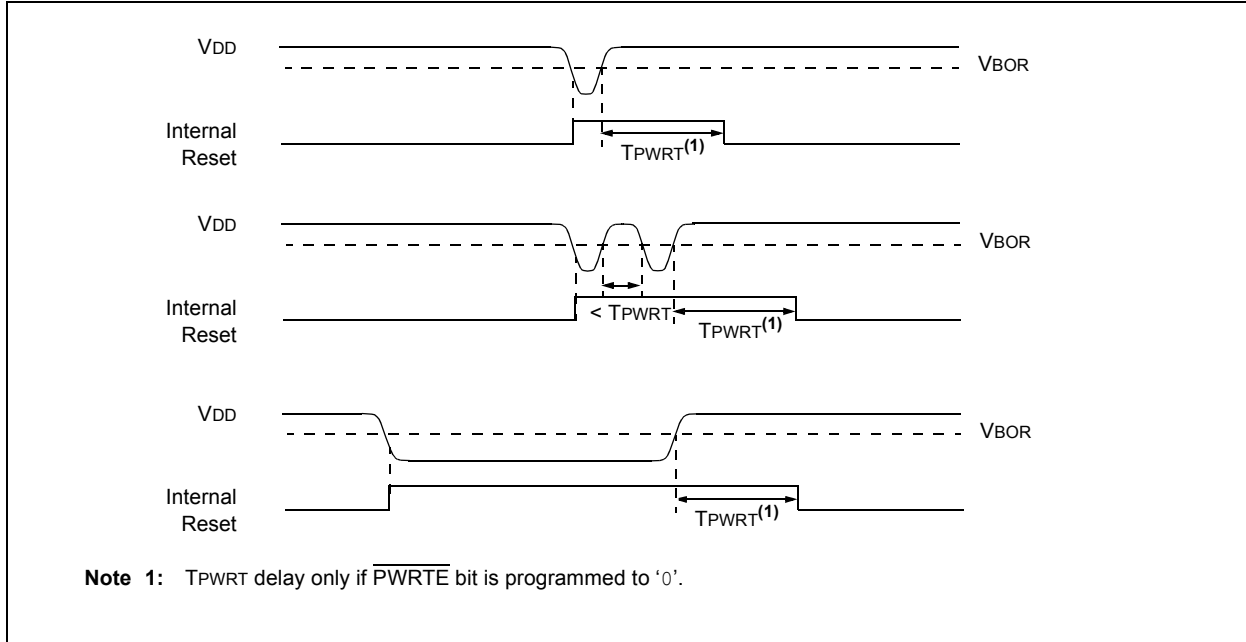 VDD
VBOR
Internal
Reset
TPWRT(1)
VDD
VBOR
Internal
Reset
< TPWRT
TPWRT(1)
VDD
VBOR
Internal
Reset
TPWRT(1)
Note 1: TPWRT delay only if PWRTE bit is programmed to ‘0’.